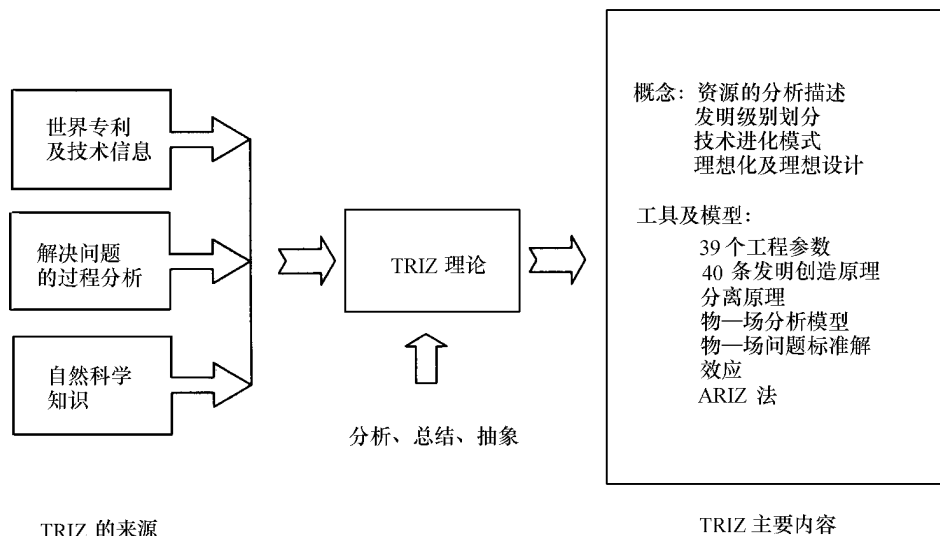 世界专利
及技术信息
解决问题
的过程分析
自然科学
知识
TRIZ 的来源
TRIZ 理论
分析、总结、抽象
概念：资源的分析描述
发明级别划分
技术进化模式
理想化及理想设计
工具及模型：
39 个工程参数
40 条发明创造原理
分离原理
物—场分析模型
物—场问题标准解
效应
ARIZ 法
TRIZ 主要内容